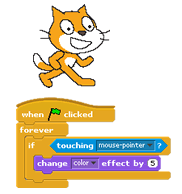 when clicked
forever
if touching mouse-pointer ?
change color effect by 5